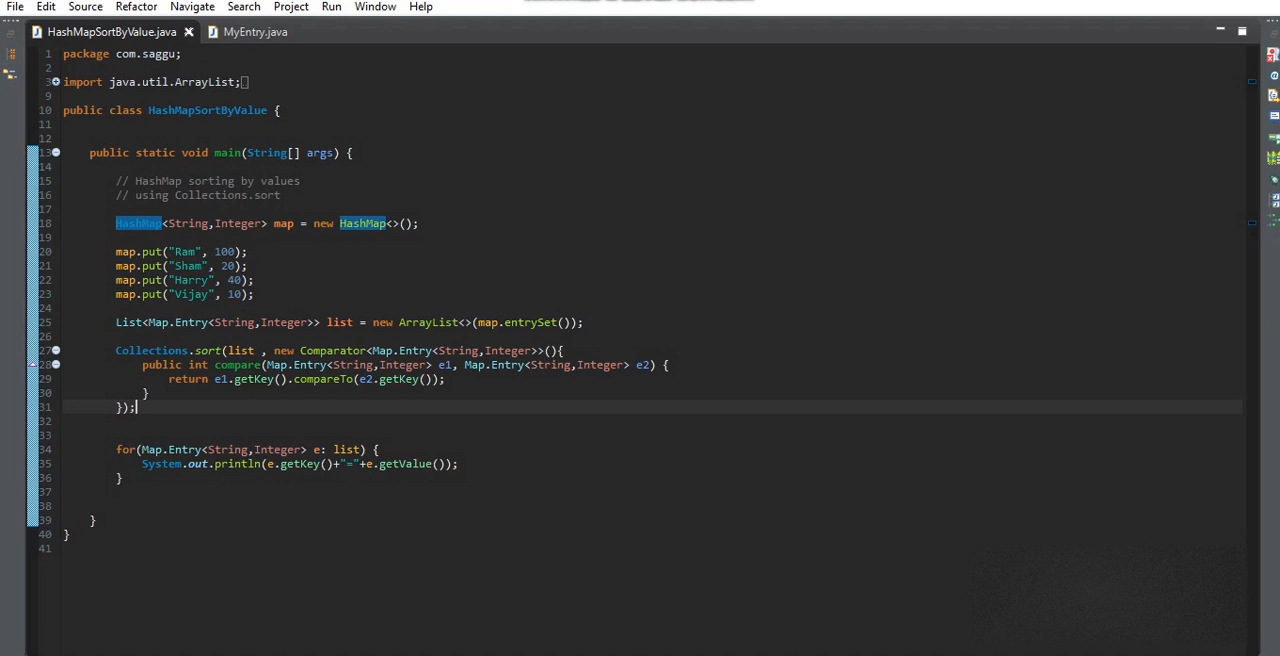 File Edit Source Refactor Navigate Search Project Run Window Help
HashMapSortByValue.java MyEntry.java
1 package com.saggu;
2
3 import java.util.ArrayList;
9
10 public class HashMapSortByValue {
11
12
13 public static void main(String[] args) {
14
15 // HashMap sorting by values
16 // using Collections.sort
17
18 HashMap<String,Integer> map = new HashMap<>();
19
20 map.put("Ram", 100);
21 map.put("Sham", 20);
22 map.put("Harry", 40);
23 map.put("Vijay", 10);
24
25 List<Map.Entry<String,Integer>> list = new ArrayList<>(map.entrySet());
26
27 Collections.sort(list , new Comparator<Map.Entry<String,Integer>>(){
28 public int compare(Map.Entry<String,Integer> e1, Map.Entry<String,Integer> e2) {
29 return e1.getKey().compareTo(e2.getKey());
30 }
31 });
32
33
34 for(Map.Entry<String,Integer> e: list) {
35 System.out.println(e.getKey()+"="+e.getValue());
36 }
37
38
39 }
40 }
41